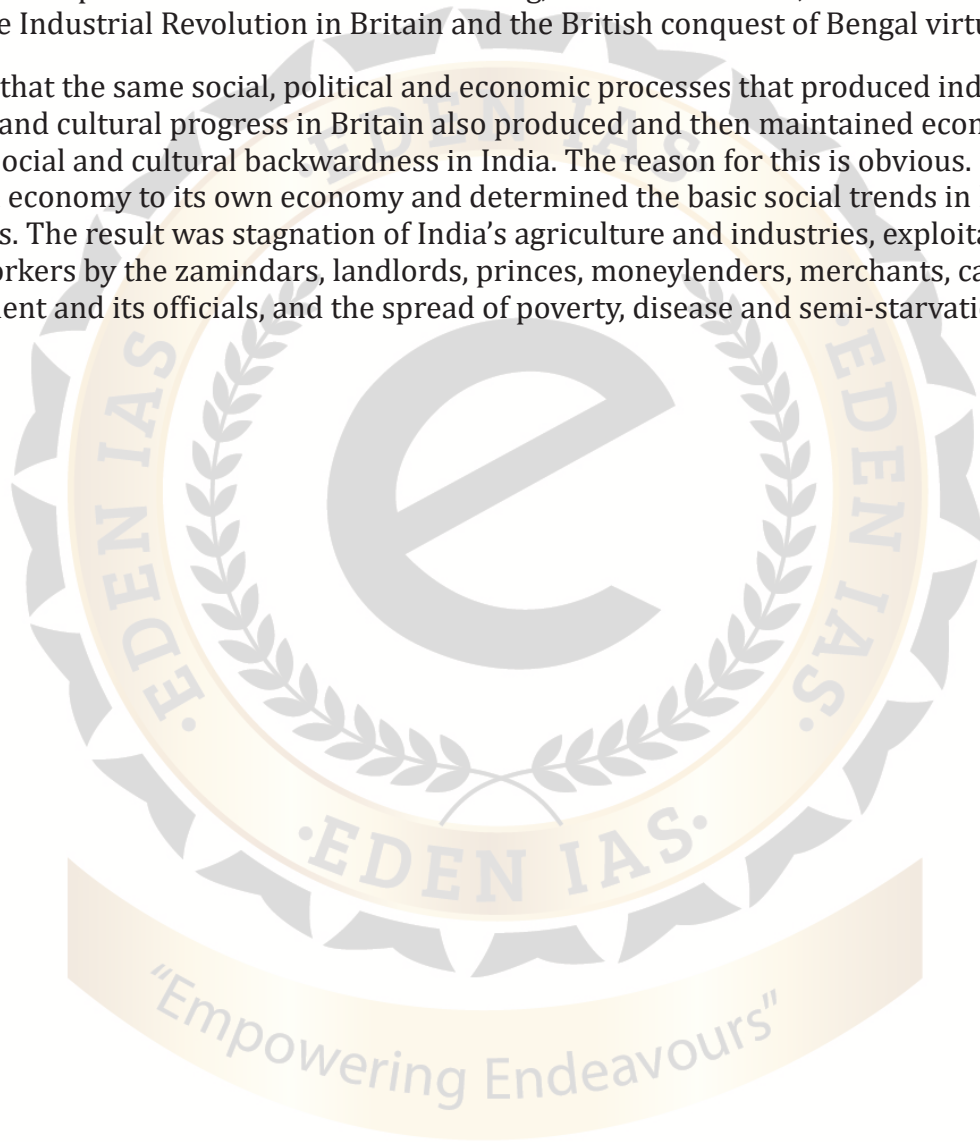 e Industrial Revolution in Britain and the British conquest of Bengal virtu
that the same social, political and economic processes that produced ind
and cultural progress in Britain also produced and then maintained econ
ocial and cultural backwardness in India. The reason for this is obvious.
economy to its own economy and determined the basic social trends in
s. The result was stagnation of India's agriculture and industries, exploita
orkers by the zamindars, landlords, princes, moneylenders, merchants, ca
ent and its officials, and the spread of poverty, disease and semi-starvati
EDEN IAS
·EDEN IAS
·EDEN IAS·
·EDEN IAS·
e
"Empowering Endeavours"